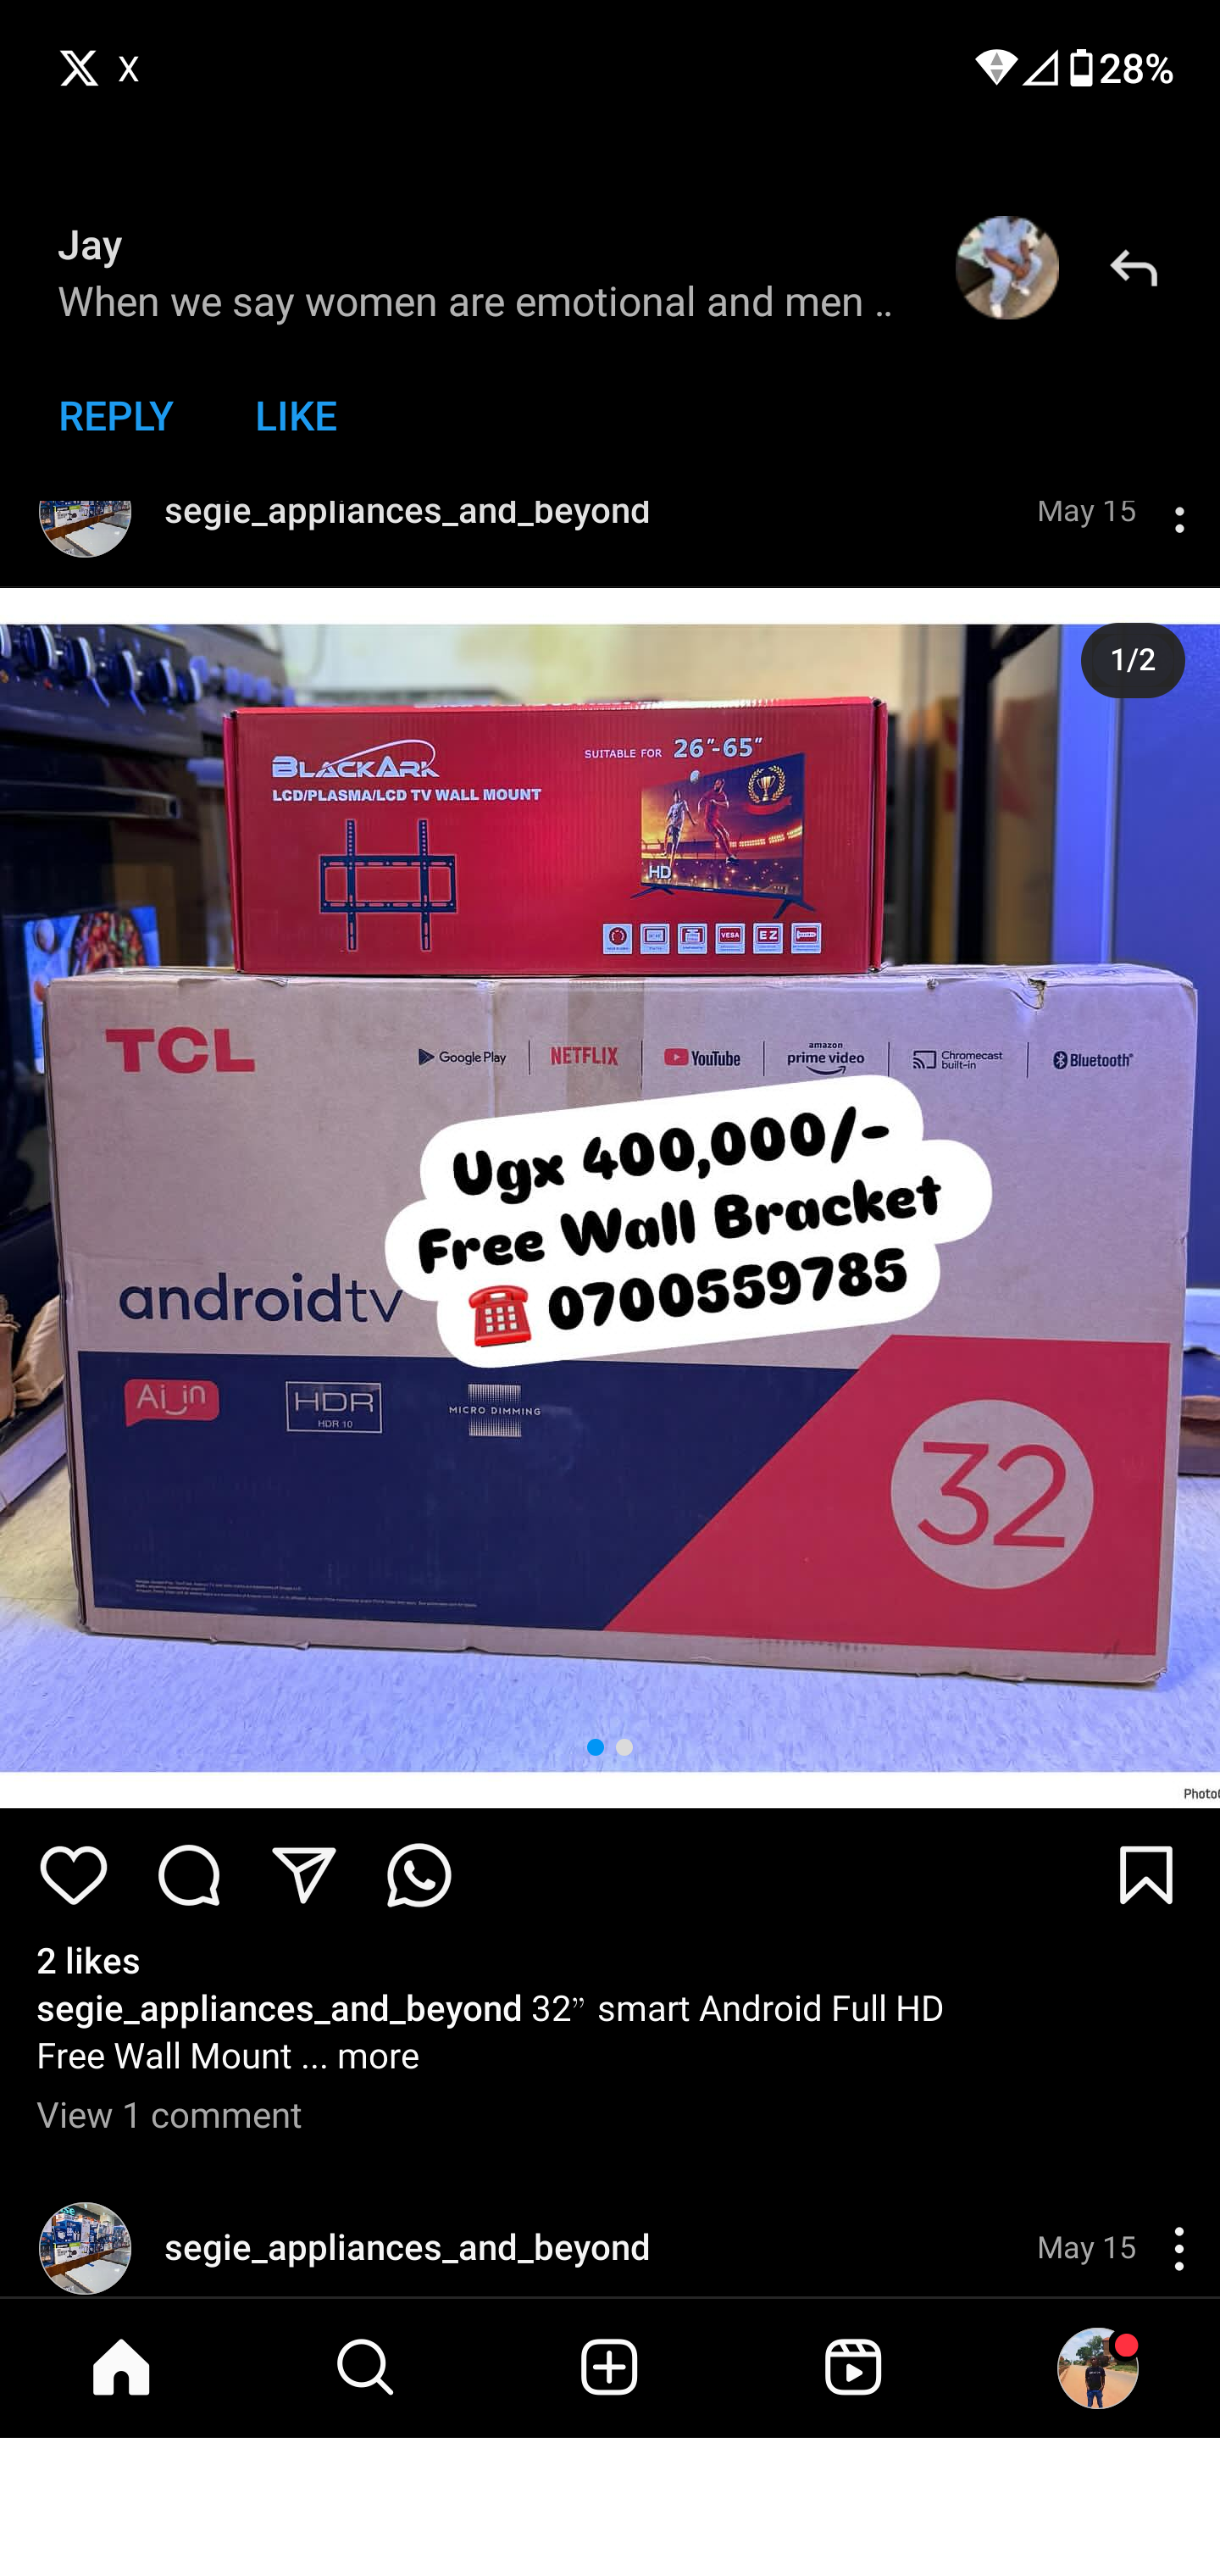 X X 28%
Jay
When we say women are emotional and men ..
REPLY LIKE
segie_appliances_and_beyond May 15
1/2
BLACKARK
LCD/PLASMA/LCD TV WALL MOUNT
SUITABLE FOR 26"-65"
HD
VESA
EZ
TCL
Google Play NETFLIX YouTube amazon prime video Chromecast built-in Bluetooth
Ugx 400,000/-
Free Wall Bracket
☎️ 0700559785
androidtv
Ai_in
HDR
HDR 10
MICRO DIMMING
32
2 likes
segie_appliances_and_beyond 32” smart Android Full HD
Free Wall Mount ... more
View 1 comment
segie_appliances_and_beyond May 15